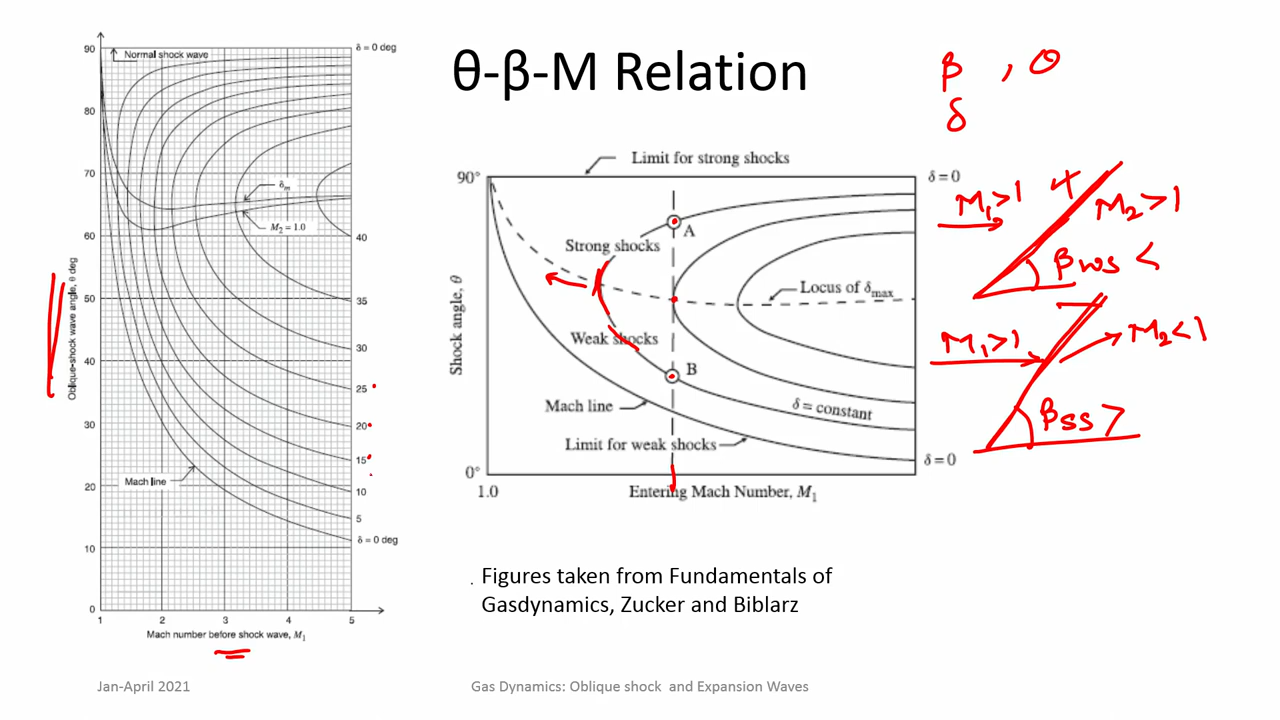 θ-β-M Relation
90
80
70
60
50
40
30
20
10
0
1
2
3
4
5
Normal shock wave
δ = 0 deg
δm
M2 = 1.0
40
35
30
25
20
15
10
5
δ = 0 deg
Mach line
Oblique-shock wave angle, θ deg
Mach number before shock wave, M1
Limit for strong shocks
90°
δ = 0
A
Strong shocks
Locus of δmax
Weak shocks
B
Mach line
δ = constant
Limit for weak shocks
δ = 0
0°
1.0
Entering Mach Number, M1
Shock angle, θ
β , θ
δ
M1>1
M2>1
βws <
M1>1
M2<1
βss >
Figures taken from Fundamentals of
Gasdynamics, Zucker and Biblarz
Jan-April 2021
Gas Dynamics: Oblique shock and Expansion Waves